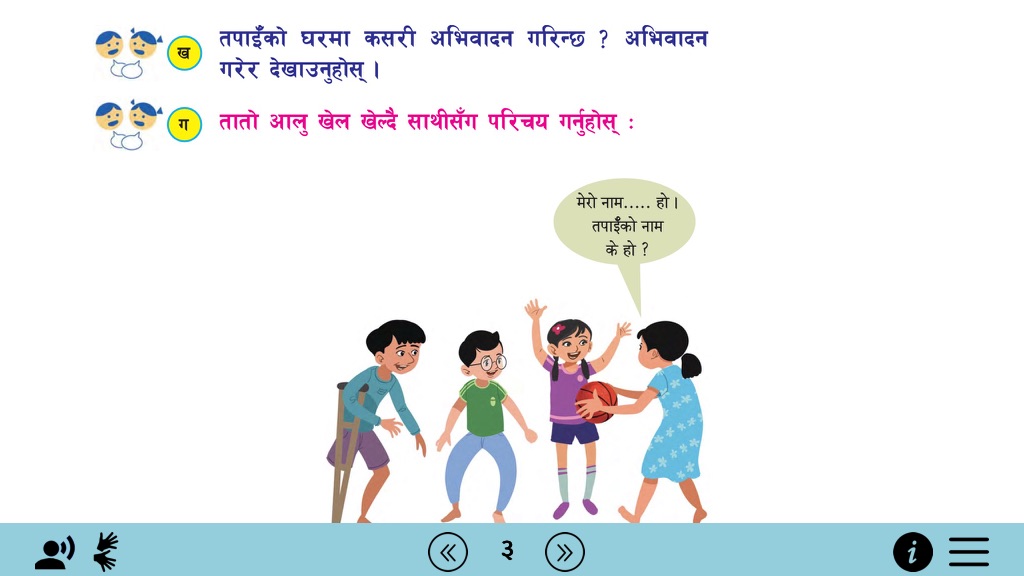 ख तपाइँको घरमा कसरी अभिवादन गरिन्छ ? अभिवादन
गरेर देखाउनुहोस् ।
ग तातो आलु खेल खेल्दै साथीसँग परिचय गर्नुहोस् :
मेरो नाम..... हो ।
तपाइँको नाम
के हो ?
३
i